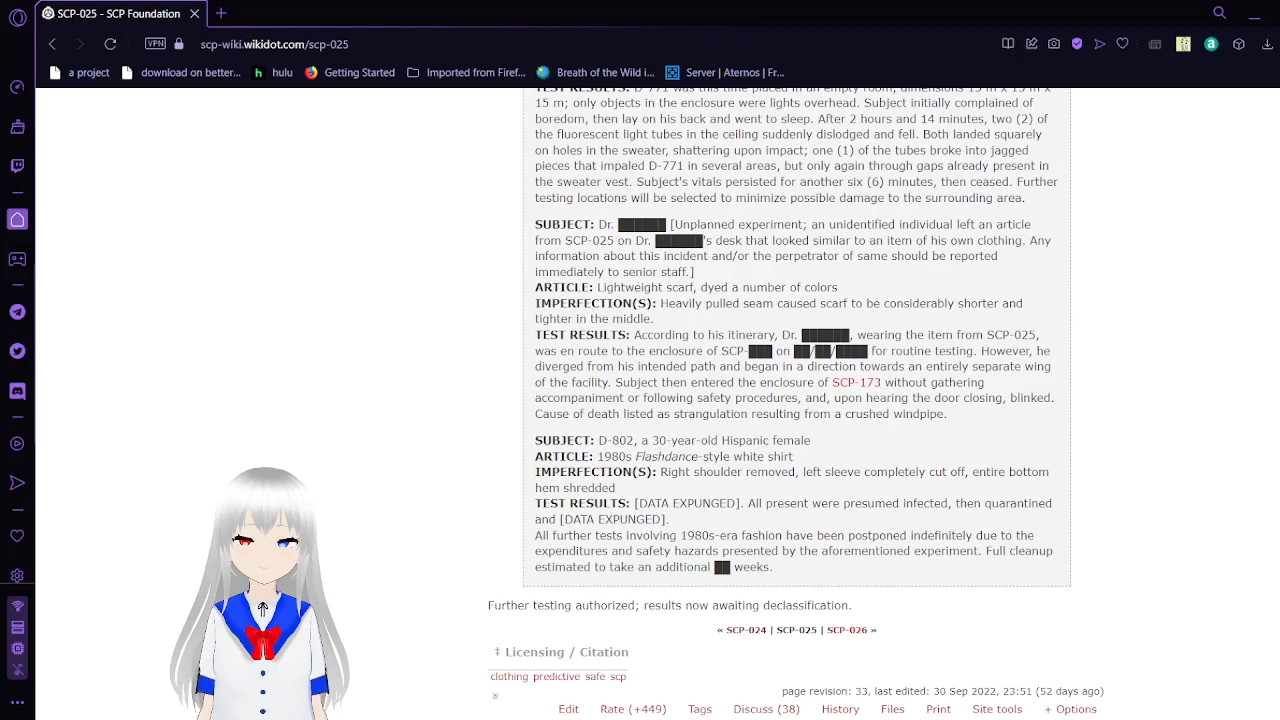 SCP-025 - SCP Foundation
VPN
scp-wiki.wikidot.com/scp-025
a
a project
download on better...
h hulu
Getting Started
Imported from Firef...
Breath of the Wild i...
Server | Aternos | Fr...
TEST RESULTS: D-771 was this time placed in an empty room, dimensions 15 m x 15 m x
15 m; only objects in the enclosure were lights overhead. Subject initially complained of
boredom, then lay on his back and went to sleep. After 2 hours and 14 minutes, two (2) of
the fluorescent light tubes in the ceiling suddenly dislodged and fell. Both landed squarely
on holes in the sweater, shattering upon impact; one (1) of the tubes broke into jagged
pieces that impaled D-771 in several areas, but only again through gaps already present in
the sweater vest. Subject's vitals persisted for another six (6) minutes, then ceased. Further
testing locations will be selected to minimize possible damage to the surrounding area.
SUBJECT: Dr. ██████ [Unplanned experiment; an unidentified individual left an article
from SCP-025 on Dr. ██████'s desk that looked similar to an item of his own clothing. Any
information about this incident and/or the perpetrator of same should be reported
immediately to senior staff.]
ARTICLE: Lightweight scarf, dyed a number of colors
IMPERFECTION(S): Heavily pulled seam caused scarf to be considerably shorter and
tighter in the middle.
TEST RESULTS: According to his itinerary, Dr. ██████, wearing the item from SCP-025,
was en route to the enclosure of SCP-███ on ██/██/████ for routine testing. However, he
diverged from his intended path and began in a direction towards an entirely separate wing
of the facility. Subject then entered the enclosure of SCP-173 without gathering
accompaniment or following safety procedures, and, upon hearing the door closing, blinked.
Cause of death listed as strangulation resulting from a crushed windpipe.
SUBJECT: D-802, a 30-year-old Hispanic female
ARTICLE: 1980s Flashdance-style white shirt
IMPERFECTION(S): Right shoulder removed, left sleeve completely cut off, entire bottom
hem shredded
TEST RESULTS: [DATA EXPUNGED]. All present were presumed infected, then quarantined
and [DATA EXPUNGED].
All further tests involving 1980s-era fashion have been postponed indefinitely due to the
expenditures and safety hazards presented by the aforementioned experiment. Full cleanup
estimated to take an additional ██ weeks.
Further testing authorized; results now awaiting declassification.
« SCP-024 | SCP-025 | SCP-026 »
‡ Licensing / Citation
clothing predictive safe scp
page revision: 33, last edited: 30 Sep 2022, 23:51 (52 days ago)
Edit Rate (+449) Tags Discuss (38) History Files Print Site tools + Options